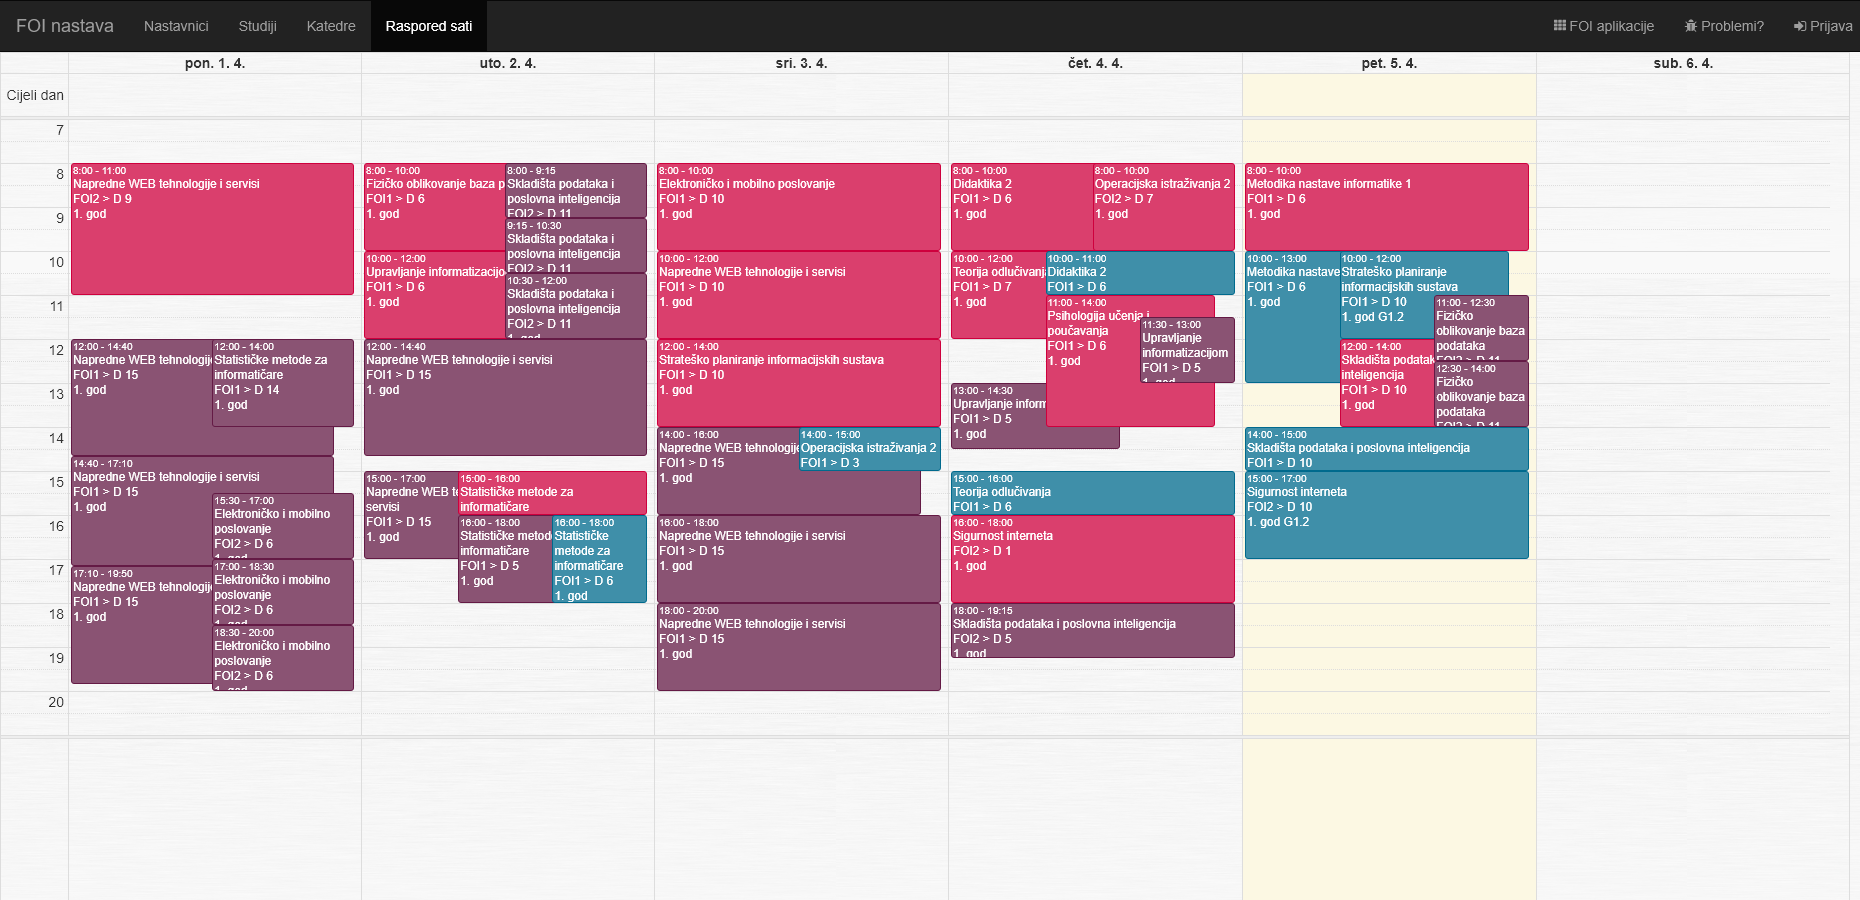 FOI nastava
Nastavnici
Studiji
Katedre
Raspored sati
FOI aplikacije
Problemi?
Prijava
pon. 1. 4.
uto. 2. 4.
sri. 3. 4.
čet. 4. 4.
pet. 5. 4.
sub. 6. 4.
Cijeli dan
7
8
9
10
11
12
13
14
15
16
17
18
19
20
8:00 - 11:00
Napredne WEB tehnologije i servisi
FOI2 > D 9
1. god
12:00 - 14:40
Napredne WEB tehnologij
FOI1 > D 15
1. god
12:00 - 14:00
Statističke metode za
informatičare
FOI1 > D 14
1. god
14:40 - 17:10
Napredne WEB tehnologije i servisi
FOI1 > D 15
1. god
15:30 - 17:00
Elektroničko i mobilno
poslovanje
FOI2 > D 6
1. god
17:10 - 19:50
Napredne WEB tehnologij
FOI1 > D 15
1. god
17:00 - 18:30
Elektroničko i mobilno
poslovanje
FOI2 > D 6
1. god
18:30 - 20:00
Elektroničko i mobilno
poslovanje
FOI2 > D 6
1. god
8:00 - 10:00
Fizičko oblikovanje baza p
FOI1 > D 6
1. god
8:00 - 9:15
Skladišta podataka i
poslovna inteligencija
FOI2 > D 11
9:15 - 10:30
Skladišta podataka i
poslovna inteligencija
FOI2 > D 11
10:00 - 12:00
Upravljanje informatizacijo
FOI1 > D 6
1. god
10:30 - 12:00
Skladišta podataka i
poslovna inteligencija
FOI2 > D 11
1. god
12:00 - 14:40
Napredne WEB tehnologije i servisi
FOI1 > D 15
1. god
15:00 - 17:00
Napredne WEB te
servisi
FOI1 > D 15
1. god
15:00 - 16:00
Statističke metode za
informatičare
16:00 - 18:00
Statističke metod
informatičare
FOI1 > D 5
1. god
16:00 - 18:00
Statističke
metode za
informatičare
FOI1 > D 6
1. god
8:00 - 10:00
Elektroničko i mobilno poslovanje
FOI1 > D 10
1. god
10:00 - 12:00
Napredne WEB tehnologije i servisi
FOI1 > D 10
1. god
12:00 - 14:00
Strateško planiranje informacijskih sustava
FOI1 > D 10
1. god
14:00 - 16:00
Napredne WEB tehnologije
FOI1 > D 15
1. god
14:00 - 15:00
Operacijska istraživanja 2
FOI1 > D 3
16:00 - 18:00
Napredne WEB tehnologije i servisi
FOI1 > D 15
1. god
18:00 - 20:00
Napredne WEB tehnologije i servisi
FOI1 > D 15
1. god
8:00 - 10:00
Didaktika 2
FOI1 > D 6
1. god
8:00 - 10:00
Operacijska istraživanja 2
FOI2 > D 7
1. god
10:00 - 12:00
Teorija odlučivanj
FOI1 > D 7
1. god
10:00 - 11:00
Didaktika 2
FOI1 > D 6
11:00 - 14:00
Psihologija učenja i
poučavanja
FOI1 > D 6
1. god
11:30 - 13:00
Upravljanje
informatizacijom
FOI1 > D 5
1. god
13:00 - 14:30
Upravljanje inform
FOI1 > D 5
1. god
15:00 - 16:00
Teorija odlučivanja
FOI1 > D 6
16:00 - 18:00
Sigurnost interneta
FOI2 > D 1
1. god
18:00 - 19:15
Skladišta podataka i poslovna inteligencija
FOI2 > D 5
1. god
8:00 - 10:00
Metodika nastave informatike 1
FOI1 > D 6
1. god
10:00 - 13:00
Metodika nastave
FOI1 > D 6
1. god
10:00 - 12:00
Strateško planiranje
informacijskih sustava
FOI1 > D 10
1. god G1.2
11:00 - 12:30
Fizičko
oblikovanje baza
podataka
FOI2 > D 11
12:00 - 14:00
Skladišta podatak
inteligencija
FOI1 > D 10
1. god
12:30 - 14:00
Fizičko
oblikovanje baza
podataka
FOI2 > D 11
14:00 - 15:00
Skladišta podataka i poslovna inteligencija
FOI1 > D 10
15:00 - 17:00
Sigurnost interneta
FOI2 > D 10
1. god G1.2